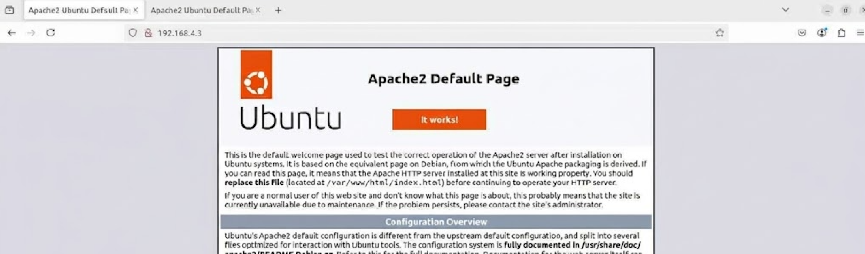 Apache2 Ubuntu Default Pa X Apache2 Ubuntu Default Pa X +
192.168.4.3
Apache2 Default Page
Ubuntu
It works!
This is the default welcome page used to test the correct operation of the Apache2 server after installation on
Ubuntu systems. It is based on the equivalent page on Debian, from which the Ubuntu Apache packaging is derived. If
you can read this page, it means that the Apache HTTP server installed at this site is working properly. You should
replace this file (located at /var/www/html/index.html) before continuing to operate your HTTP server.
If you are a normal user of this web site and don't know what this page is about, this probably means that the site is
currently unavailable due to maintenance. If the problem persists, please contact the site's administrator.
Configuration Overview
Ubuntu's Apache2 default configuration is different from the upstream default configuration, and split into several
files optimized for interaction with Ubuntu tools. The configuration system is fully documented in /usr/share/doc/